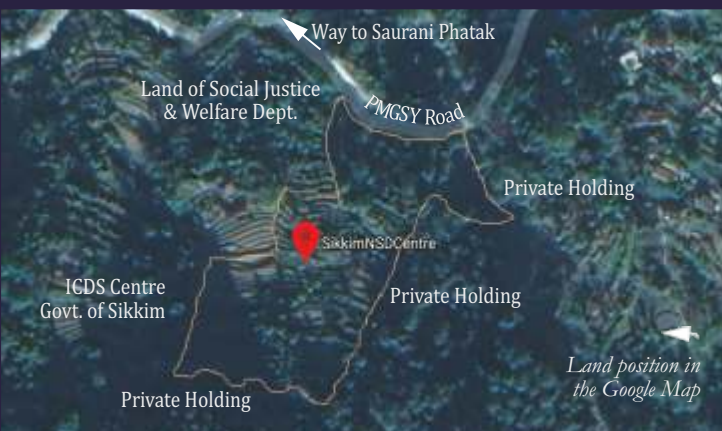 Way to Saurani Phatak
Land of Social Justice
& Welfare Dept.
PMGSY Road
Private Holding
SikkimNSDCentre
ICDS Centre
Govt. of Sikkim
Private Holding
Land position in
the Google Map
Private Holding